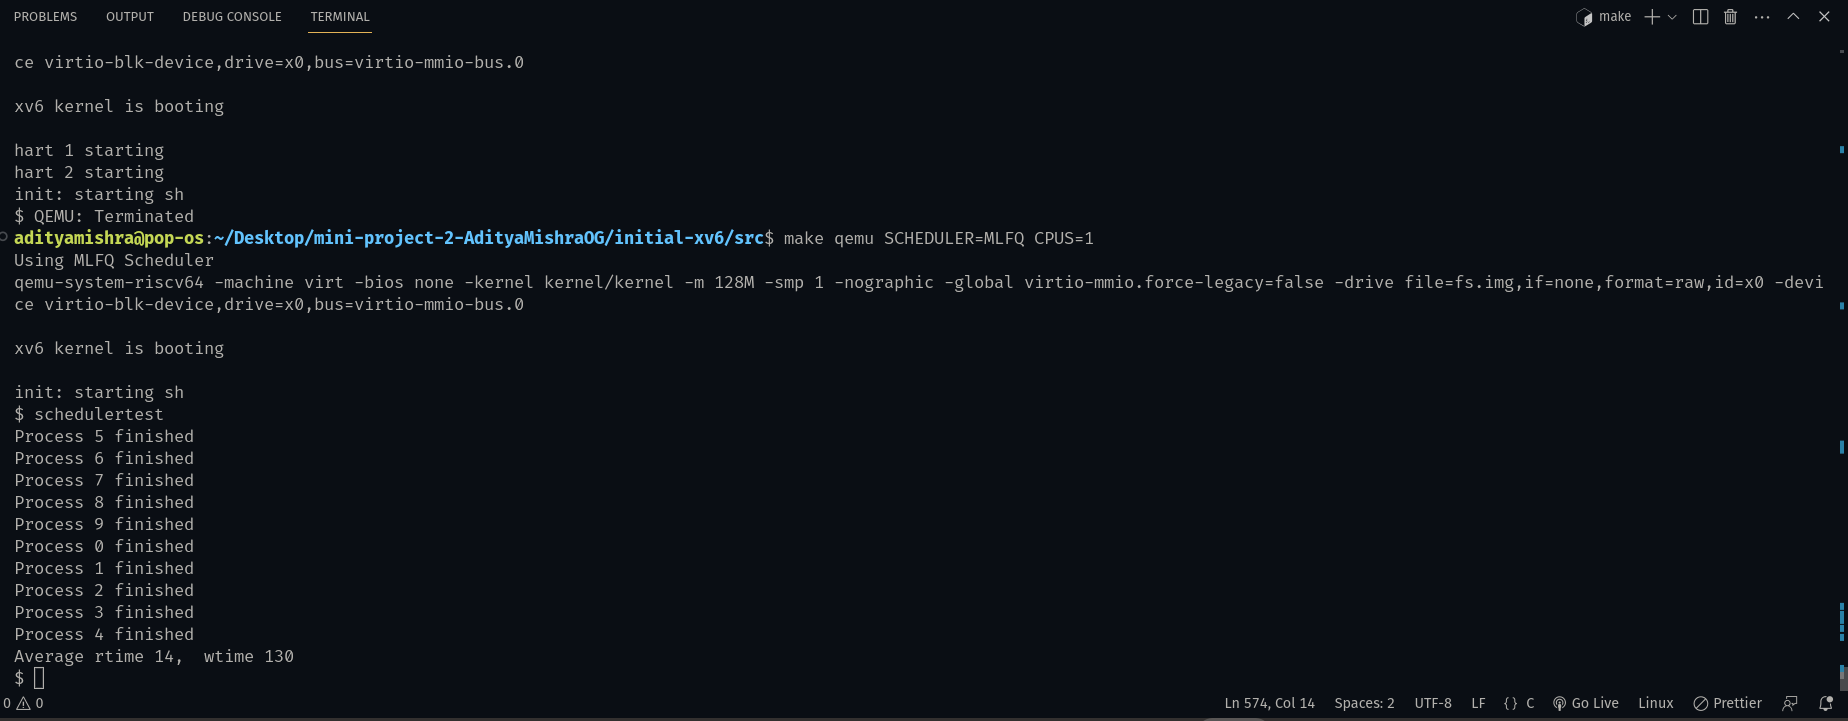 PROBLEMS OUTPUT DEBUG CONSOLE TERMINAL make
ce virtio-blk-device,drive=x0,bus=virtio-mmio-bus.0
xv6 kernel is booting
hart 1 starting
hart 2 starting
init: starting sh
$ QEMU: Terminated
adityamishra@pop-os:~/Desktop/mini-project-2-AdityaMishraOG/initial-xv6/src$ make qemu SCHEDULER=MLFQ CPUS=1
Using MLFQ Scheduler
qemu-system-riscv64 -machine virt -bios none -kernel kernel/kernel -m 128M -smp 1 -nographic -global virtio-mmio.force-legacy=false -drive file=fs.img,if=none,format=raw,id=x0 -devi
ce virtio-blk-device,drive=x0,bus=virtio-mmio-bus.0
xv6 kernel is booting
init: starting sh
$ schedulertest
Process 5 finished
Process 6 finished
Process 7 finished
Process 8 finished
Process 9 finished
Process 0 finished
Process 1 finished
Process 2 finished
Process 3 finished
Process 4 finished
Average rtime 14,  wtime 130
$
0 0 Ln 574, Col 14 Spaces: 2 UTF-8 LF {} C Go Live Linux Prettier